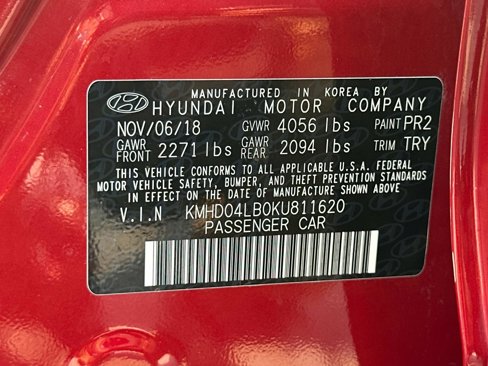 MANUFACTURED IN KOREA BY
HYUNDAI MOTOR COMPANY
NOV/06/18 GVWR 4056 lbs PAINT PR2
GAWR FRONT 2271 lbs GAWR REAR 2094 lbs TRIM TRY
THIS VEHICLE CONFORMS TO ALL APPLICABLE U.S.A. FEDERAL
MOTOR VEHICLE SAFETY, BUMPER, AND THEFT PREVENTION STANDARDS
IN EFFECT ON THE DATE OF MANUFACTURE SHOWN ABOVE.
V.I.N KMHD04LB0KU811620
PASSENGER CAR